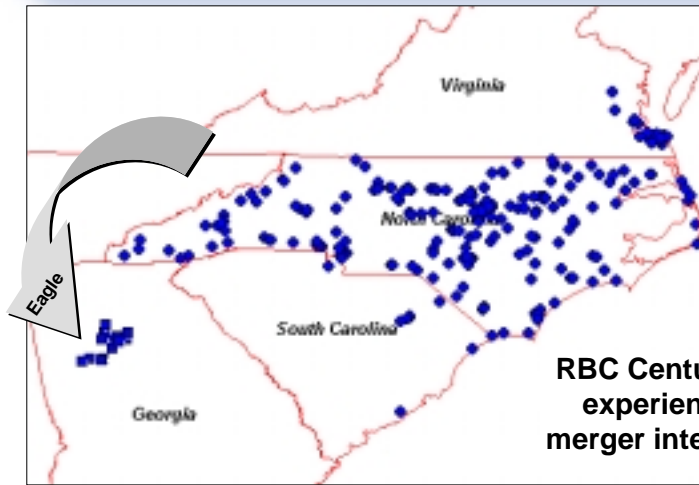 Virginia
North Carolina
Eagle
South Carolina
Georgia
RBC Centu
experien
merger inte